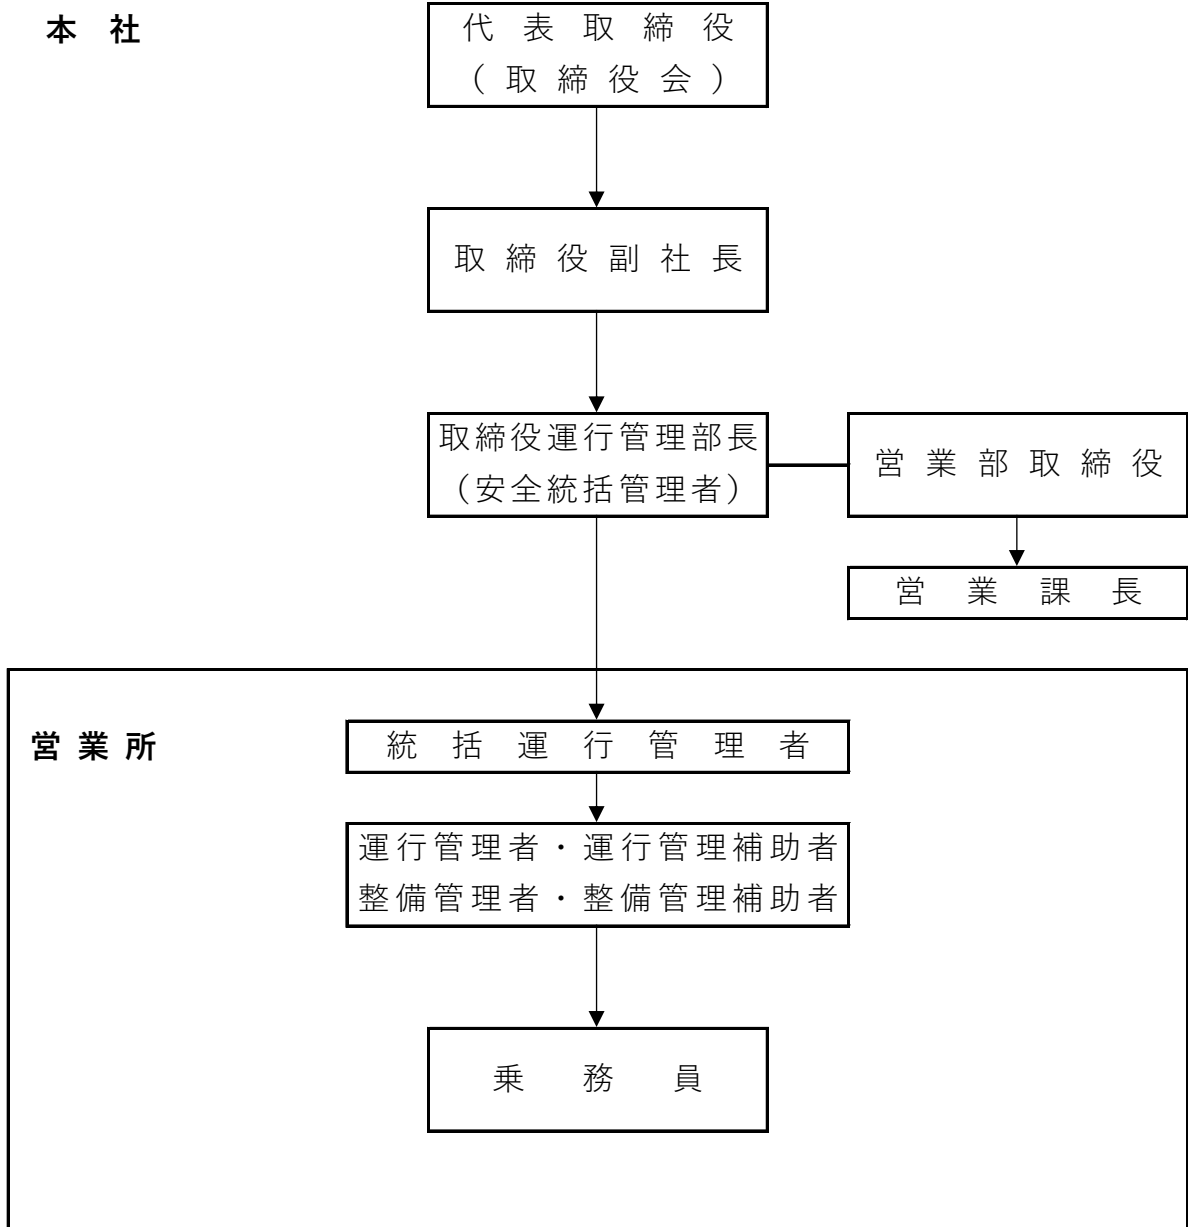 本社
代表取締役
(取締役会)
取締役副社長
取締役運行管理部長
(安全統括管理者)
営業部取締役
営業課長
営業所
統括運行管理者
運行管理者・運行管理補助者
整備管理者・整備管理補助者
乗務員